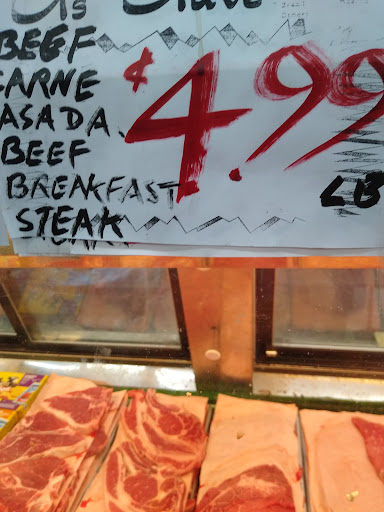 BEEF
CARNE
ASADA
BEEF
BREAKFAST
STEAK
$4.99
LB